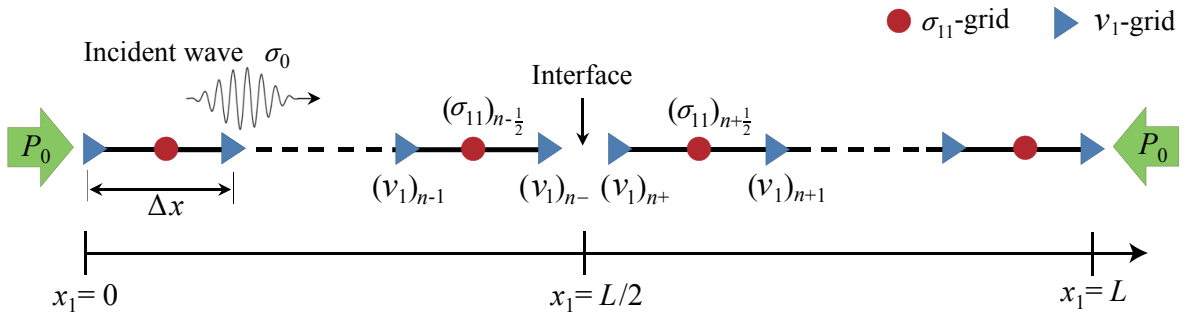 σ₁₁-grid v₁-grid
Incident wave σ₀
Interface
(σ₁₁)ₙ₋½ (σ₁₁)ₙ₊½
P₀ P₀
(v₁)ₙ₋₁ (v₁)ₙ₋ (v₁)ₙ₊ (v₁)ₙ₊₁
Δx
x₁= 0 x₁= L/2 x₁= L